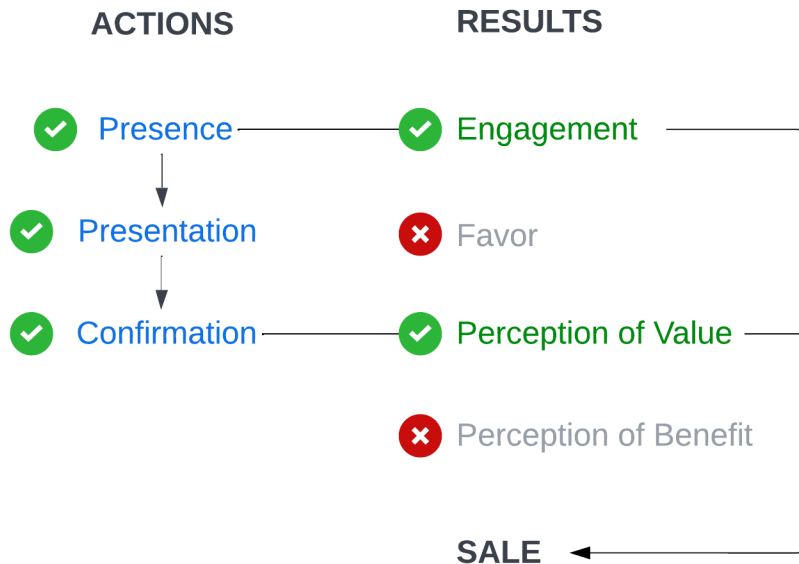 ACTIONS
RESULTS
Presence
Engagement
Presentation
Favor
Confirmation
Perception of Value
Perception of Benefit
SALE